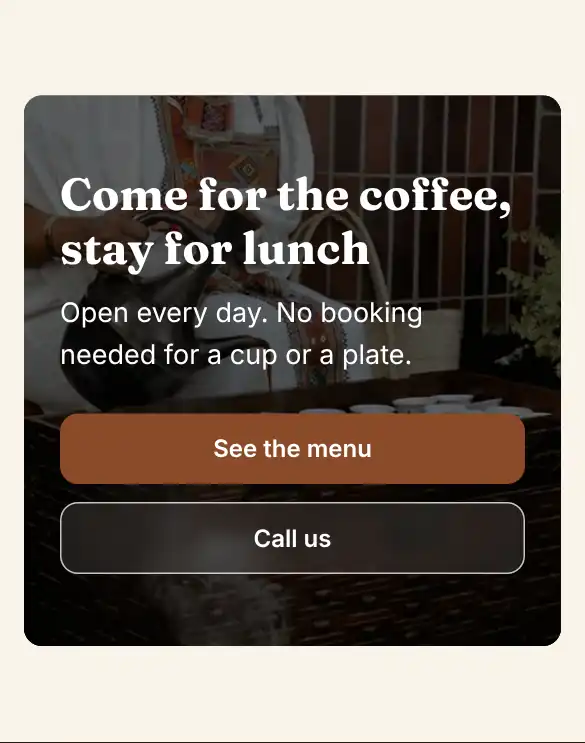 Come for the coffee,
stay for lunch
Open every day. No booking
needed for a cup or a plate.
See the menu
Call us